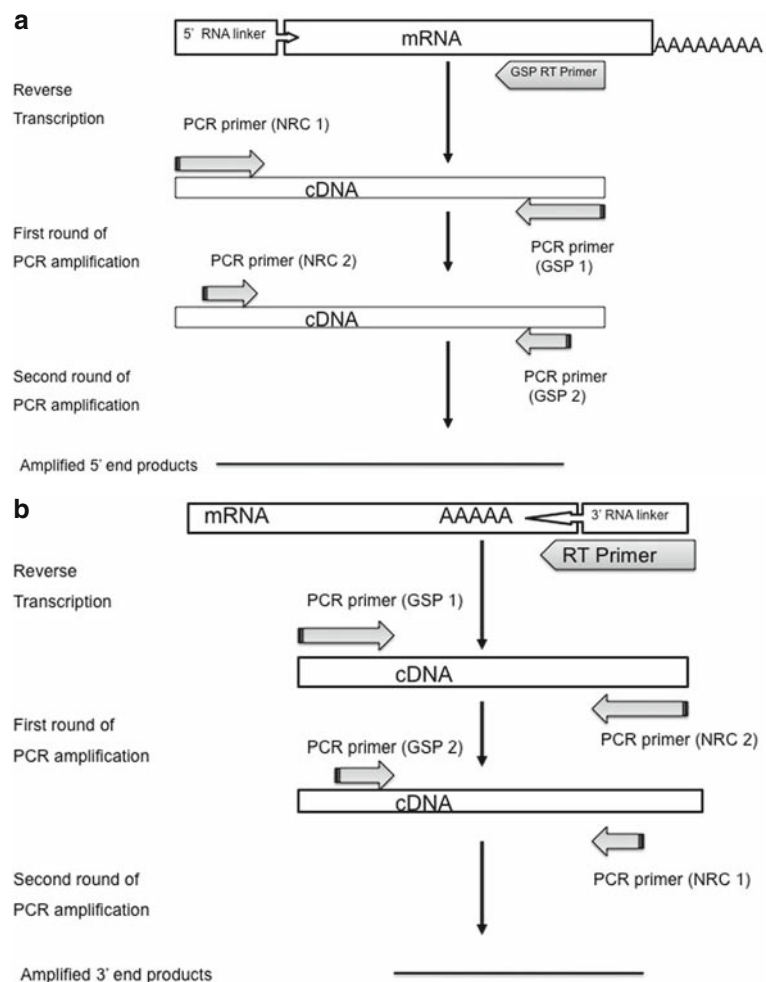 a
5' RNA linker
mRNA
AAAAAAAA
GSP RT Primer
Reverse
Transcription
PCR primer (NRC 1)
cDNA
First round of
PCR amplification
PCR primer
(GSP 1)
PCR primer (NRC 2)
cDNA
Second round of
PCR amplification
PCR primer
(GSP 2)
Amplified 5' end products
b
mRNA
AAAAA
3' RNA linker
RT Primer
Reverse
Transcription
PCR primer (GSP 1)
cDNA
First round of
PCR amplification
PCR primer (NRC 2)
PCR primer (GSP 2)
cDNA
Second round of
PCR amplification
PCR primer (NRC 1)
Amplified 3' end products